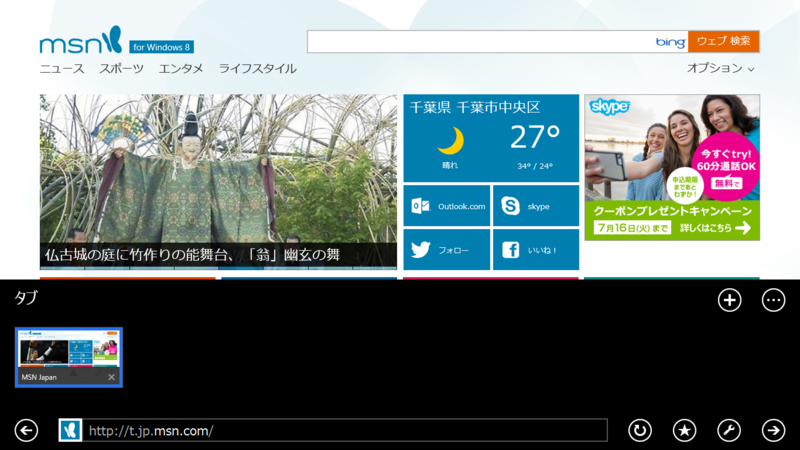 msn for Windows 8
bing ウェブ 検索
ニュース スポーツ エンタメ ライフスタイル オプション
千葉県 千葉市中央区
27°
晴れ 34° / 24°
Outlook.com skype
フォロー いいね！
仏古城の庭に竹作りの能舞台、「翁」幽玄の舞
skype
今すぐtry!
60分通話OK
無料で
申込期限
まであと
わずか！
クーポンプレゼントキャンペーン
7月16日(火)まで 詳しくはこちら
タブ
MSN Japan
http://t.jp.msn.com/